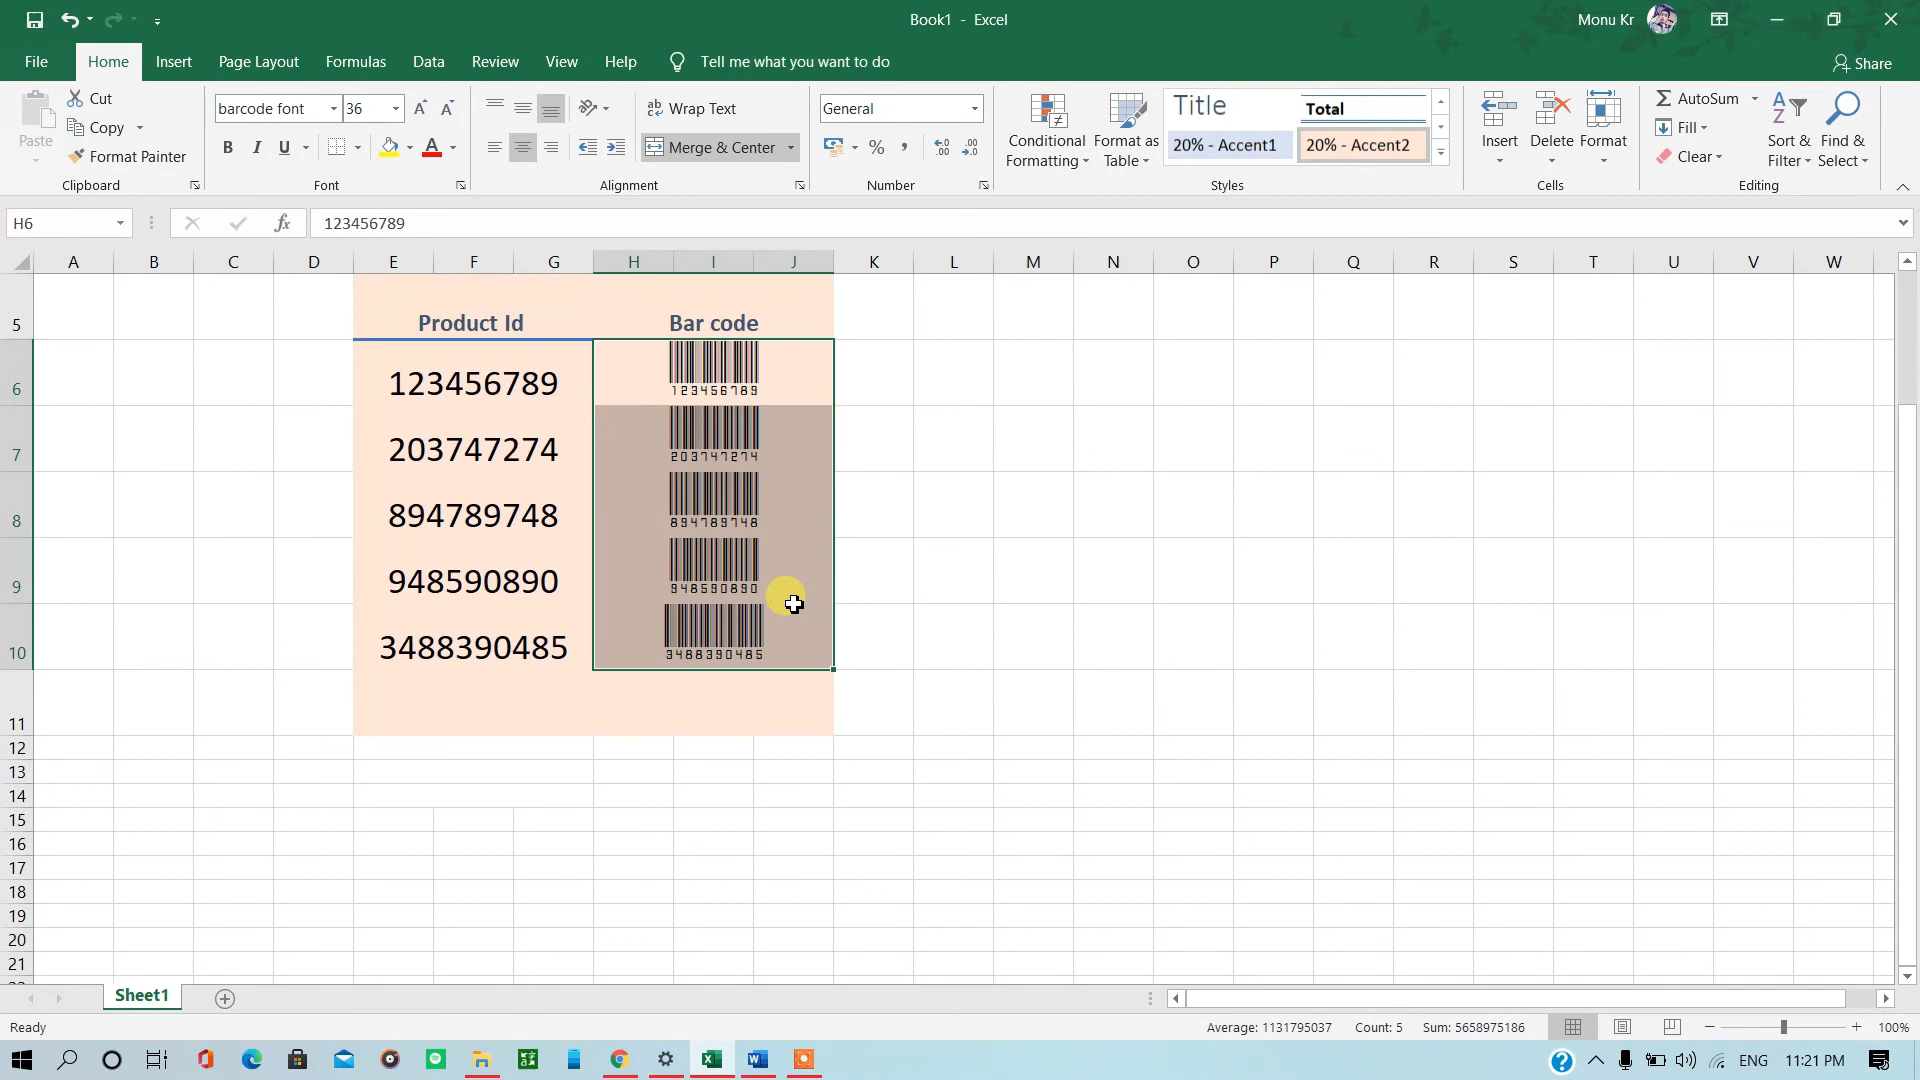 Book1 - Excel
Monu Kr
File Home Insert Page Layout Formulas Data Review View Help Tell me what you want to do Share
Paste
Cut
Copy
Format Painter
Clipboard
barcode font 36
B I U A
Font
Wrap Text
Merge & Center
Alignment
General
Number
Conditional Formatting
Format as Table
Title Total
20% - Accent1 20% - Accent2
Styles
Insert Delete Format
Cells
AutoSum
Fill
Clear
Sort & Filter
Find & Select
Editing
H6 fx 123456789
A B C D E F G H I J K L M N O P Q R S T U V W
5 Product Id Bar code
6 123456789 123456789
7 203747274 203747274
8 894789748 894789748
9 948590890 948590890
10 3488390485 3488390485
11
12
13
14
15
16
17
18
19
20
21
Sheet1
Ready Average: 1131795037 Count: 5 Sum: 5658975186 100%
ENG 11:21 PM